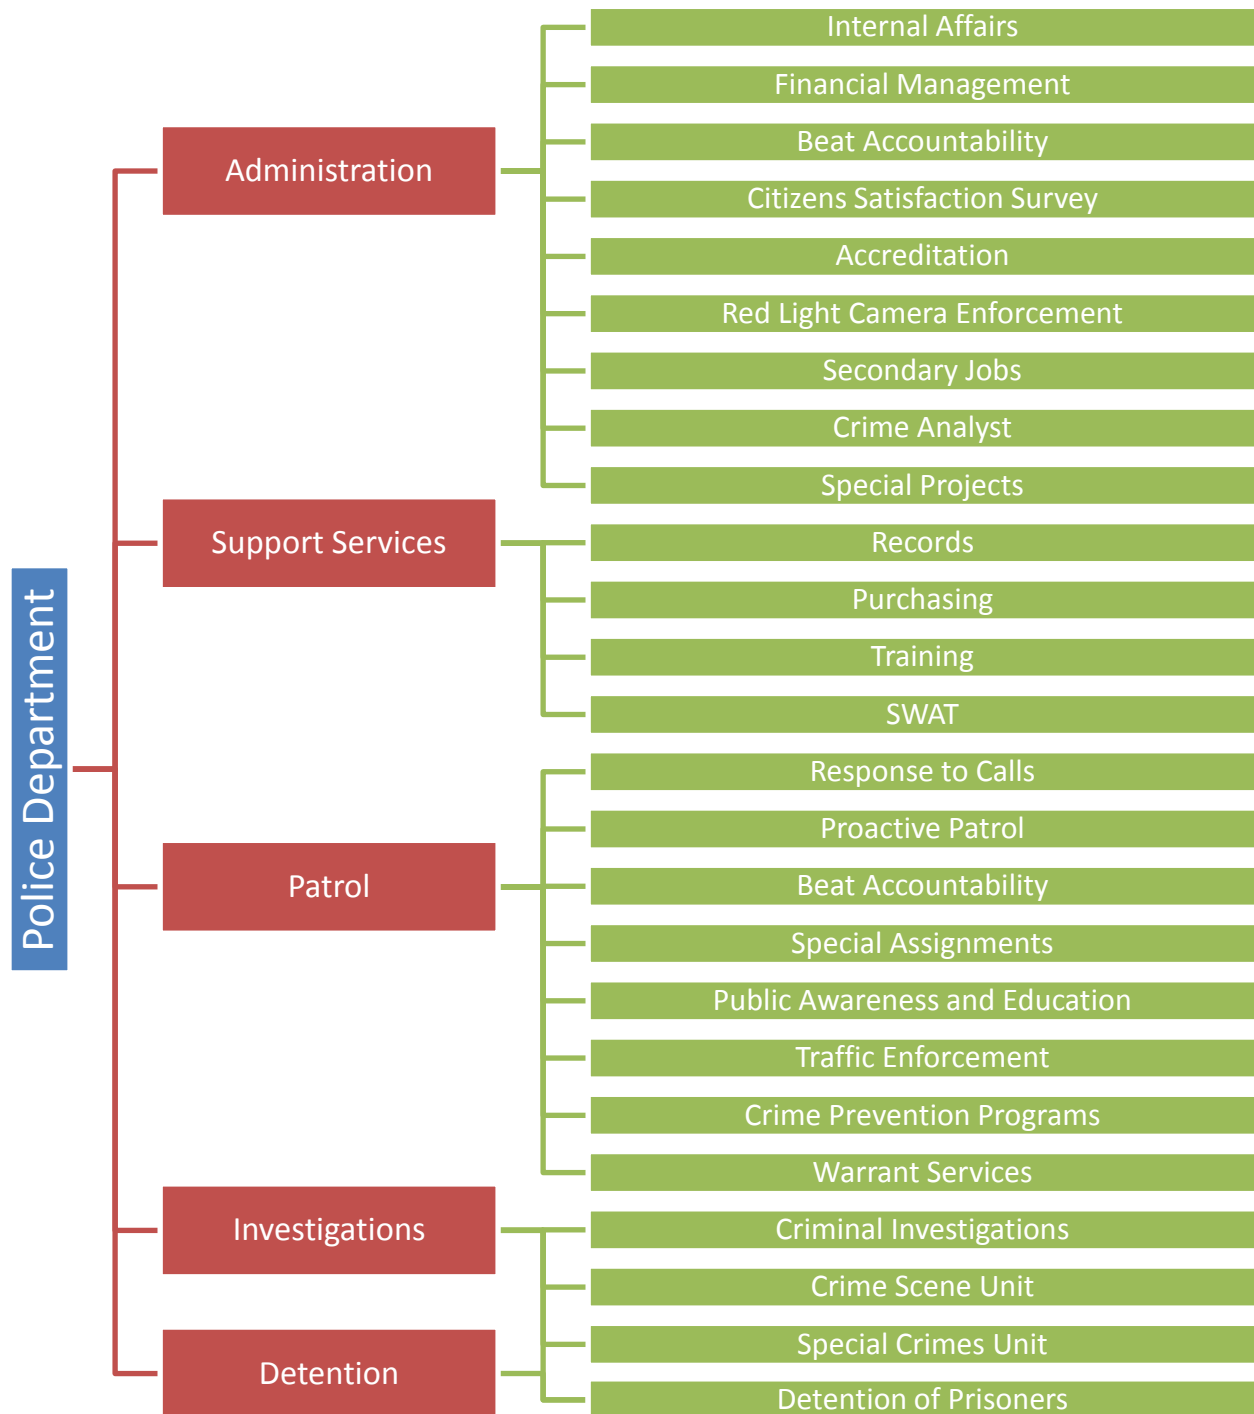 Police Department
Administration
Internal Affairs
Financial Management
Beat Accountability
Citizens Satisfaction Survey
Accreditation
Red Light Camera Enforcement
Secondary Jobs
Crime Analyst
Special Projects
Support Services
Records
Purchasing
Training
SWAT
Patrol
Response to Calls
Proactive Patrol
Beat Accountability
Special Assignments
Public Awareness and Education
Traffic Enforcement
Crime Prevention Programs
Warrant Services
Investigations
Criminal Investigations
Crime Scene Unit
Special Crimes Unit
Detention
Detention of Prisoners